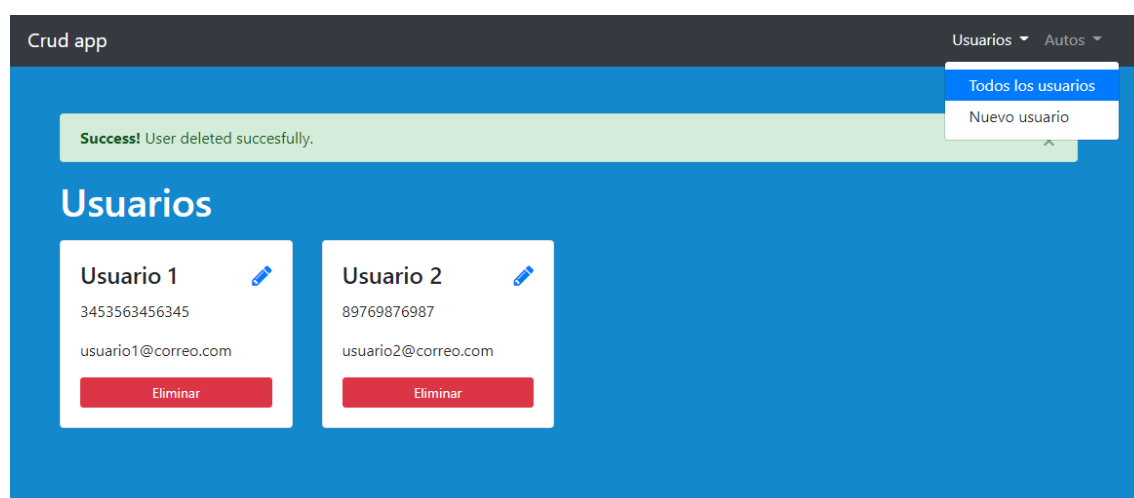 Crud app
Usuarios
Autos
Todos los usuarios
Nuevo usuario
Success! User deleted succesfully.
×
Usuarios
Usuario 1
3453563456345
usuario1@correo.com
Eliminar
Usuario 2
89769876987
usuario2@correo.com
Eliminar